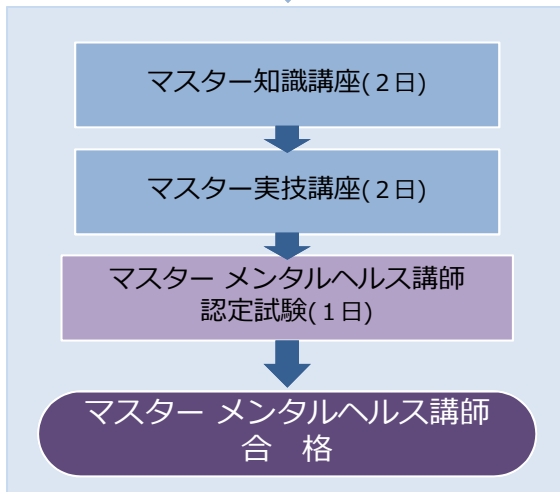 マスター知識講座(２日)
マスター実技講座(２日)
マスター メンタルヘルス講師
認定試験(１日)
マスター メンタルヘルス講師
合　格